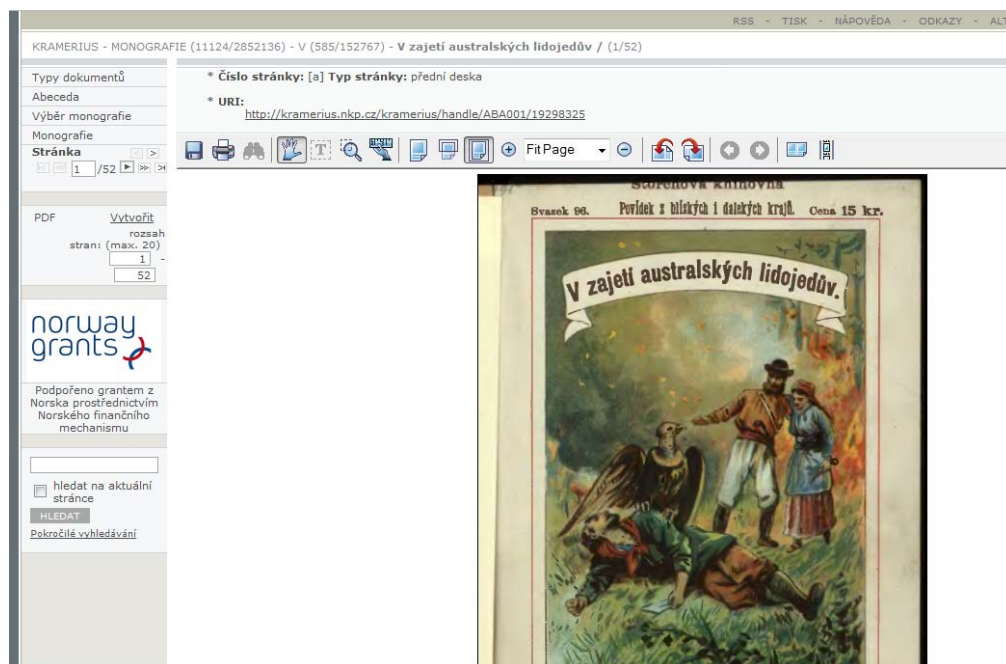 RSS - TISK - NÁPOVĚDA - ODKAZY - ALT
KRAMERIUS - MONOGRAFIE (11124/2852136) - V (585/152767) - V zajetí australských lidojedův / (1/52)
Typy dokumentů
Abeceda
Výběr monografie
Monografie
Stránka
1 /52
PDF Vytvořit
rozsah
stran: (max. 20)
1 -
52
norway
grants
Podpořeno grantem z
Norska prostřednictvím
Norského finančního
mechanismu
hledat na aktuální
stránce
HLEDAT
Pokročilé vyhledávání
* Číslo stránky: [a] Typ stránky: přední deska
* URI:
http://kramerius.nkp.cz/kramerius/handle/ABA001/19298325
Fit Page
Storchova knihovna
Svazek 96. Povídek z blízkých i dalekých krajů. Cena 15 kr.
V zajetí australských lidojedův.